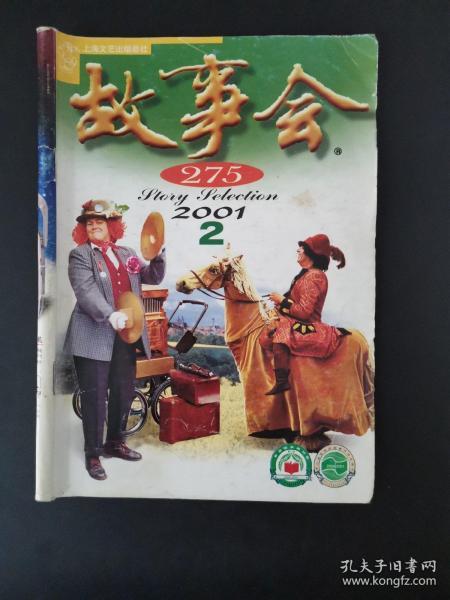 上海文艺出版总社
故事会
®
275
Story Selection
2001
2
孔夫子旧书网
www.kongfz.com